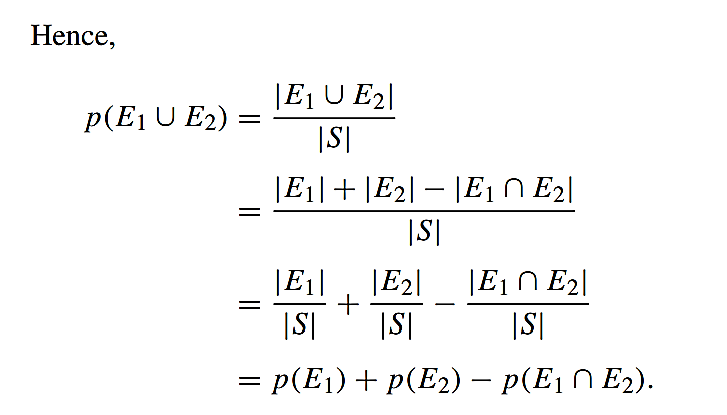 Hence,
p(E₁ ∪ E₂) = |E₁ ∪ E₂| / |S|
= |E₁| + |E₂| − |E₁ ∩ E₂| / |S|
= |E₁| / |S| + |E₂| / |S| − |E₁ ∩ E₂| / |S|
= p(E₁) + p(E₂) − p(E₁ ∩ E₂).